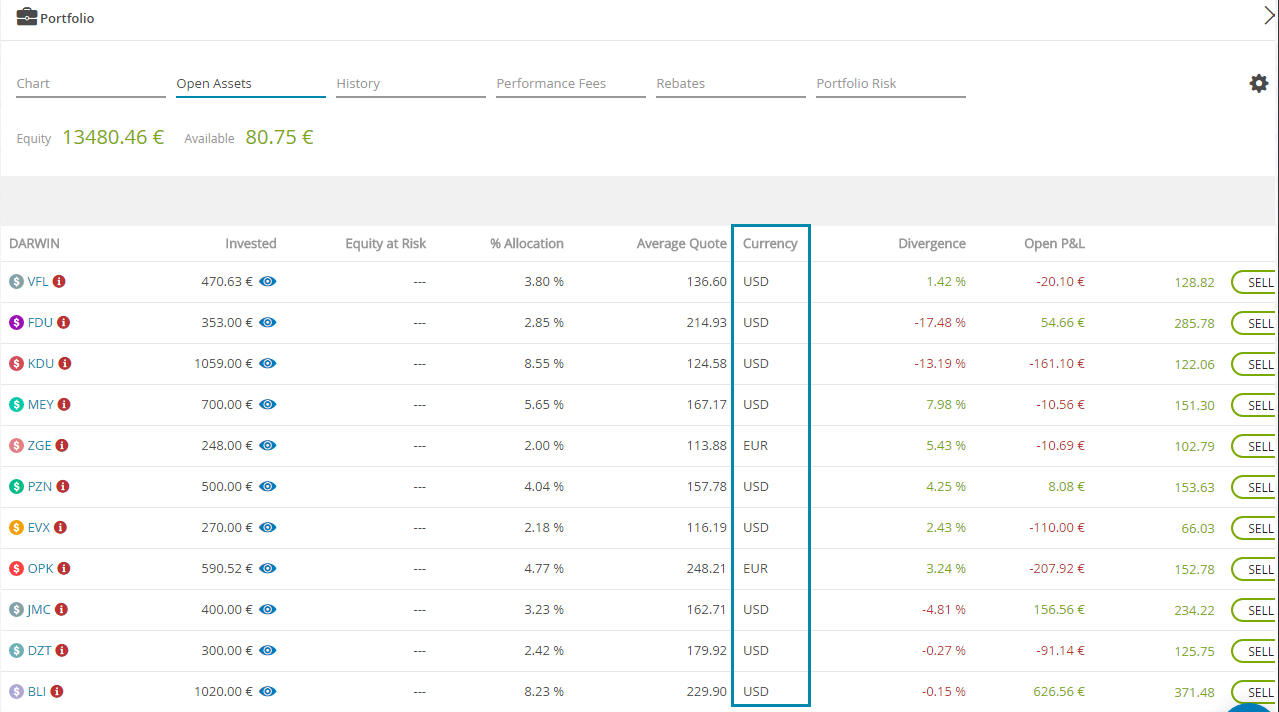 Portfolio
Chart Open Assets History Performance Fees Rebates Portfolio Risk
Equity 13480.46 € Available 80.75 €
DARWIN Invested Equity at Risk % Allocation Average Quote Currency Divergence Open P&L
$ VFL i 470.63 € --- 3.80 % 136.60 USD 1.42 % -20.10 € 128.82 SELL
$ FDU i 353.00 € --- 2.85 % 214.93 USD -17.48 % 54.66 € 285.78 SELL
$ KDU i 1059.00 € --- 8.55 % 124.58 USD -13.19 % -161.10 € 122.06 SELL
$ MEY i 700.00 € --- 5.65 % 167.17 USD 7.98 % -10.56 € 151.30 SELL
$ ZGE i 248.00 € --- 2.00 % 113.88 EUR 5.43 % -10.69 € 102.79 SELL
$ PZN i 500.00 € --- 4.04 % 157.78 USD 4.25 % 8.08 € 153.63 SELL
$ EVX i 270.00 € --- 2.18 % 116.19 USD 2.43 % -110.00 € 66.03 SELL
$ OPK i 590.52 € --- 4.77 % 248.21 EUR 3.24 % -207.92 € 152.78 SELL
$ JMC i 400.00 € --- 3.23 % 162.71 USD -4.81 % 156.56 € 234.22 SELL
$ DZT i 300.00 € --- 2.42 % 179.92 USD -0.27 % -91.14 € 125.75 SELL
$ BLI i 1020.00 € --- 8.23 % 229.90 USD -0.15 % 626.56 € 371.48 SELL